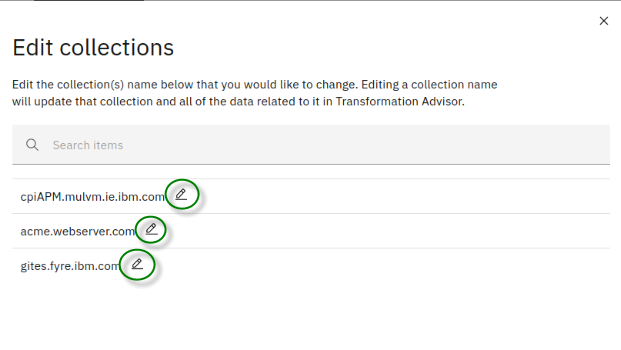 Edit collections
Edit the collection(s) name below that you would like to change. Editing a collection name
will update that collection and all of the data related to it in Transformation Advisor.
Search items
cpiAPM.mulvm.ie.ibm.com
acme.webserver.com
gites.fyre.ibm.com